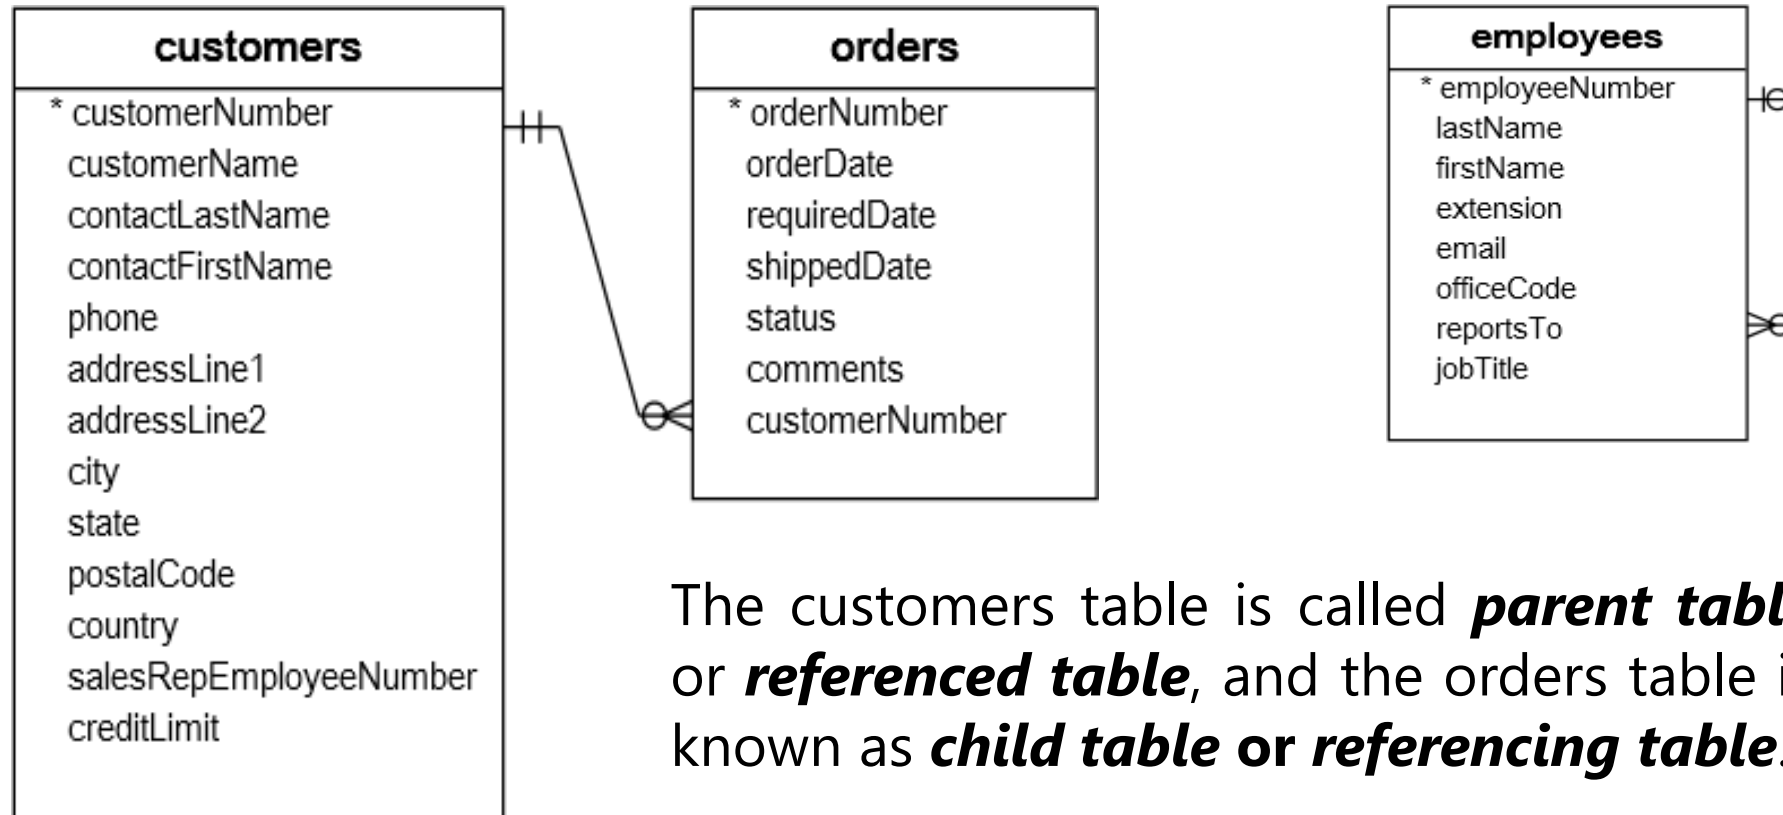 customers
* customerNumber
customerName
contactLastName
contactFirstName
phone
addressLine1
addressLine2
city
state
postalCode
country
salesRepEmployeeNumber
creditLimit
orders
* orderNumber
orderDate
requiredDate
shippedDate
status
comments
customerNumber
employees
* employeeNumber
lastName
firstName
extension
email
officeCode
reportsTo
jobTitle
The customers table is called parent tabl
or referenced table, and the orders table i
known as child table or referencing table.